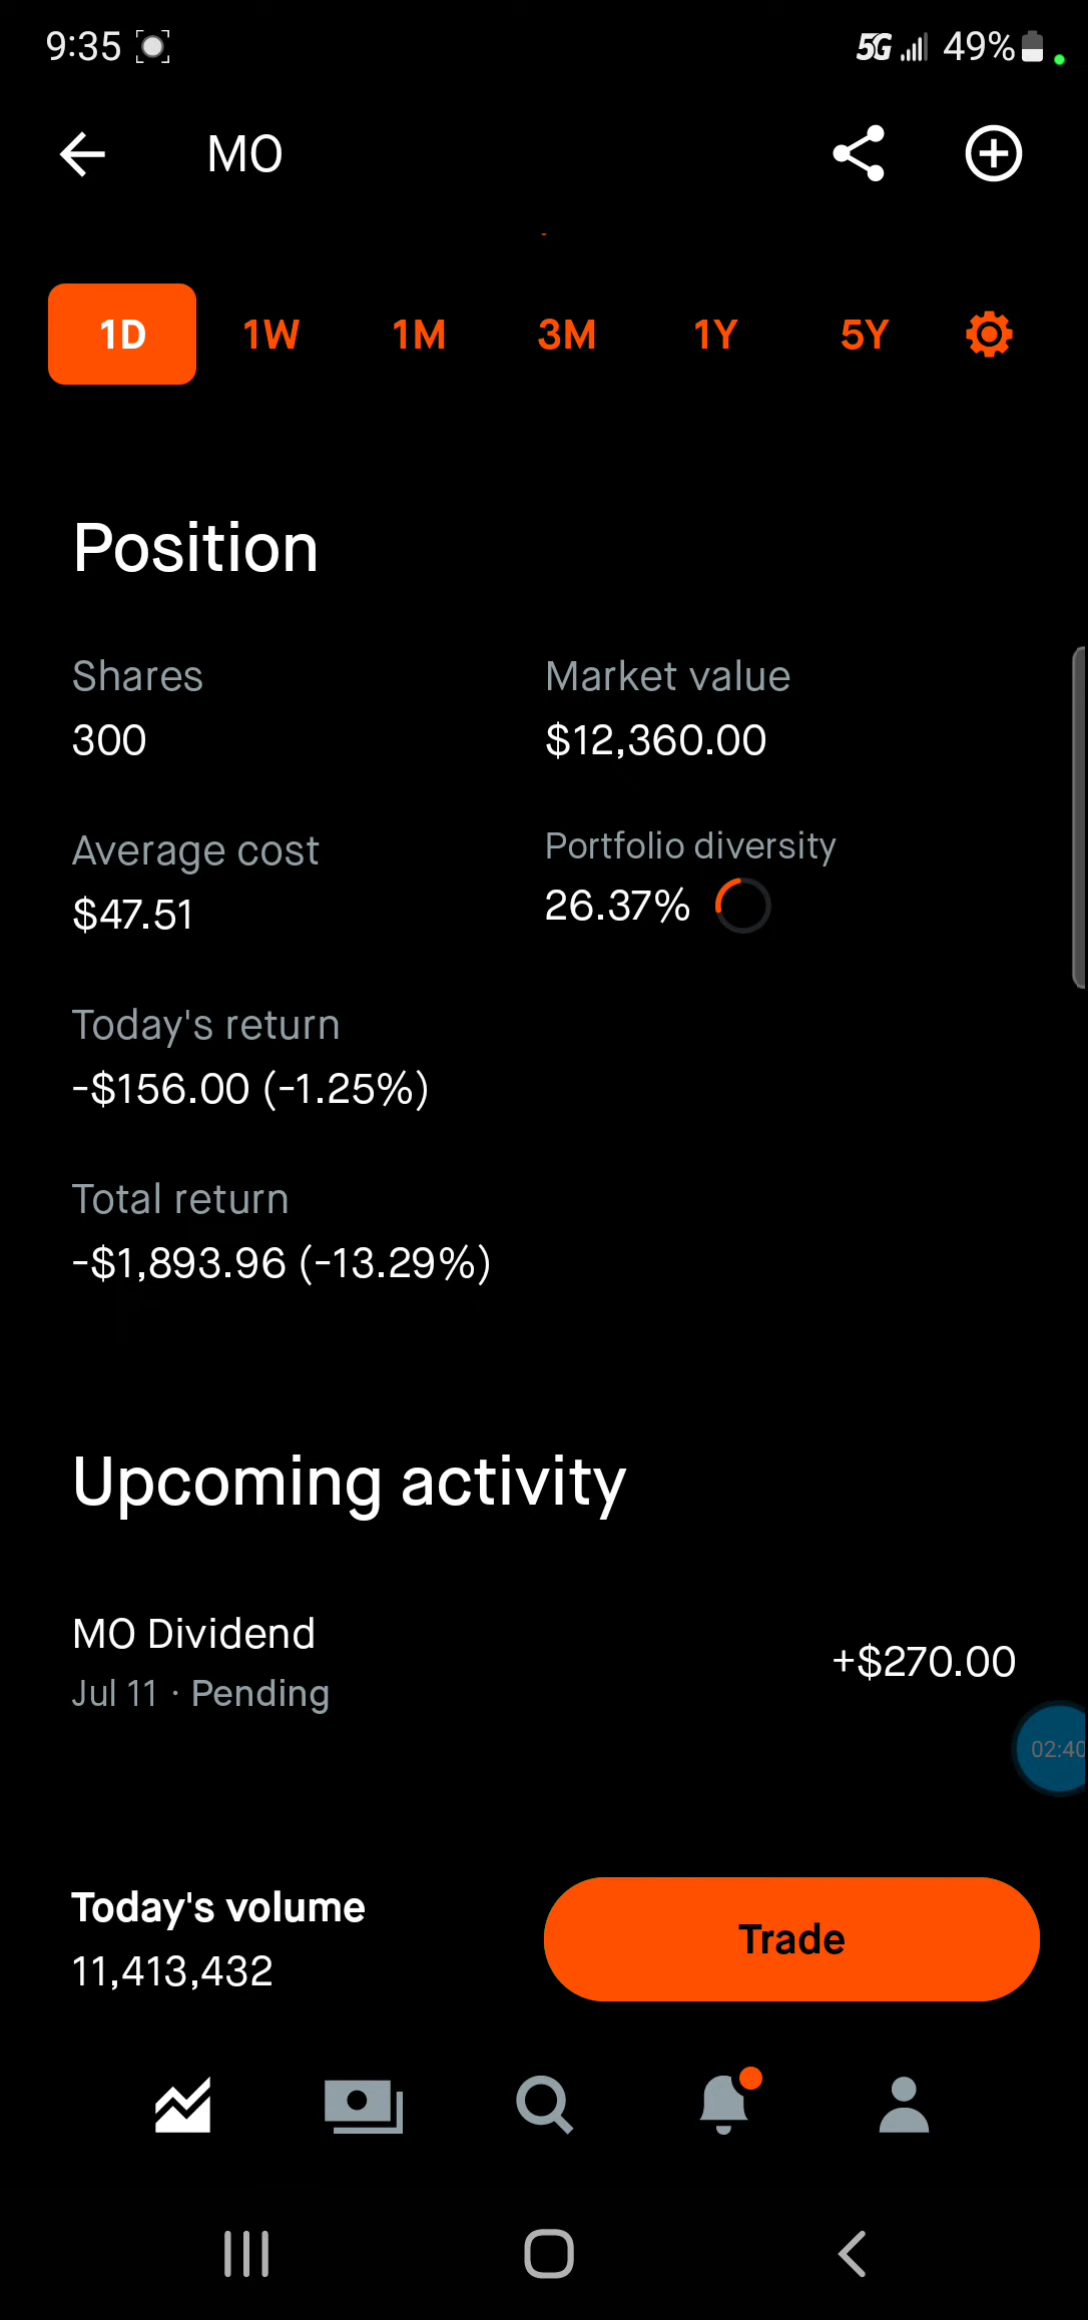 9:35
5G 49%
MO
1D 1W 1M 3M 1Y 5Y
Position
Shares
300
Market value
$12,360.00
Average cost
$47.51
Portfolio diversity
26.37%
Today's return
-$156.00 (-1.25%)
Total return
-$1,893.96 (-13.29%)
Upcoming activity
MO Dividend
Jul 11 · Pending
+$270.00
02:40
Today's volume
11,413,432
Trade